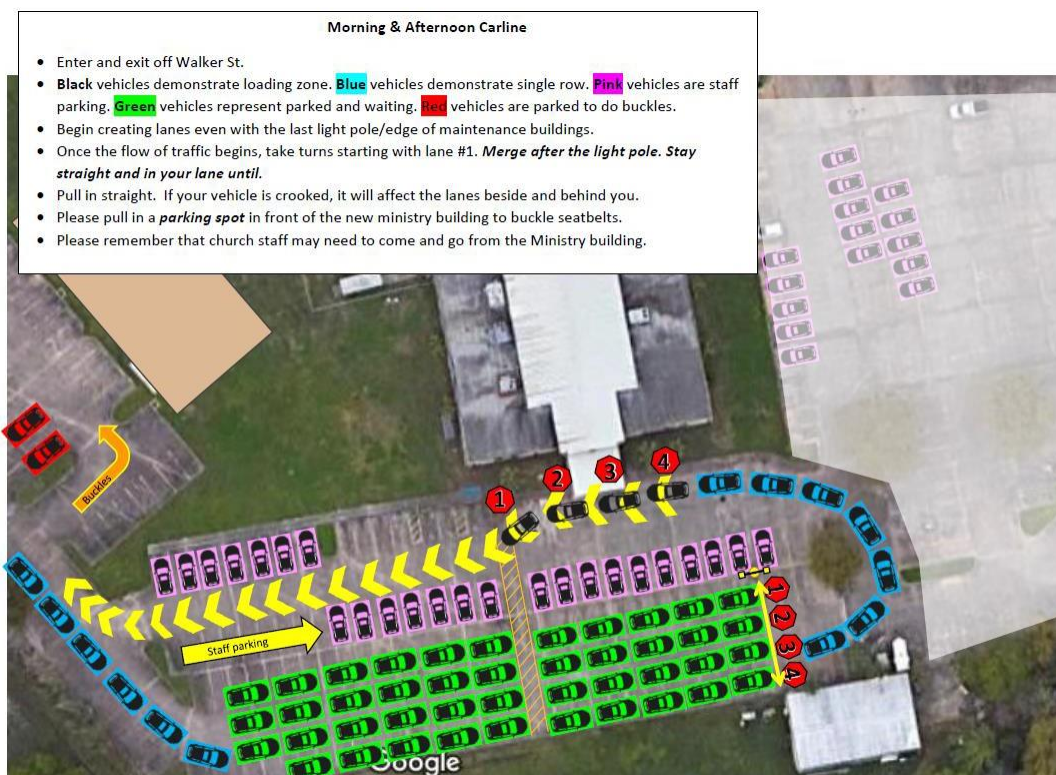 Morning & Afternoon Carline
• Enter and exit off Walker St.
• Black vehicles demonstrate loading zone. Blue vehicles demonstrate single row. Pink vehicles are staff
parking. Green vehicles represent parked and waiting. Red vehicles are parked to do buckles.
• Begin creating lanes even with the last light pole/edge of maintenance buildings.
• Once the flow of traffic begins, take turns starting with lane #1. Merge after the light pole. Stay
straight and in your lane until.
• Pull in straight.  If your vehicle is crooked, it will affect the lanes beside and behind you.
• Please pull in a parking spot in front of the new ministry building to buckle seatbelts.
• Please remember that church staff may need to come and go from the Ministry building.
4
3
2
1
Buckles
1
2
3
4
Staff parking
Google